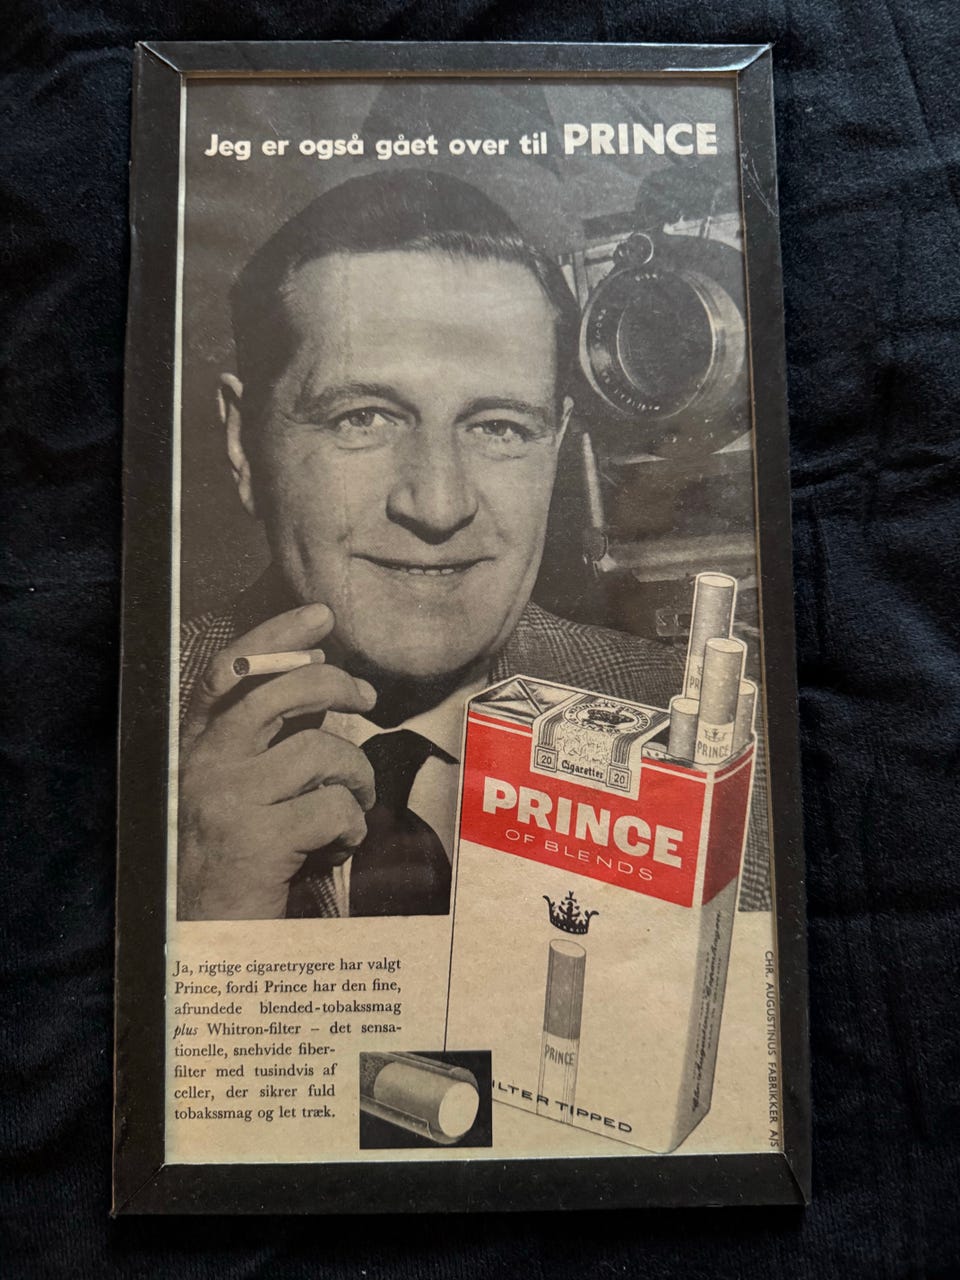 Jeg er også gået over til PRINCE
PRINCE
20 Cigaretter 20
PRINCE
OF BLENDS
PRINCE
FILTER TIPPED
Ja, rigtige cigaretrygere har valgt
Prince, fordi Prince har den fine,
afrundede blended-tobakssmag
plus Whitron-filter – det sensa-
tionelle, snehvide fiber-
filter med tusindvis af
celler, der sikrer fuld
tobakssmag og let træk.
CHR. AUGUSTINUS FABRIKKER A/S